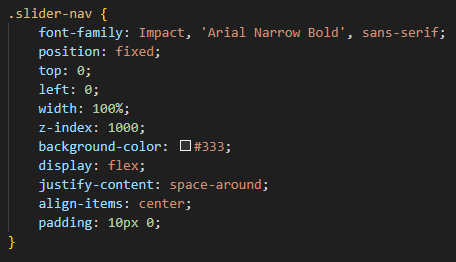 .slider-nav {
    font-family: Impact, 'Arial Narrow Bold', sans-serif;
    position: fixed;
    top: 0;
    left: 0;
    width: 100%;
    z-index: 1000;
    background-color: #333;
    display: flex;
    justify-content: space-around;
    align-items: center;
    padding: 10px 0;
}